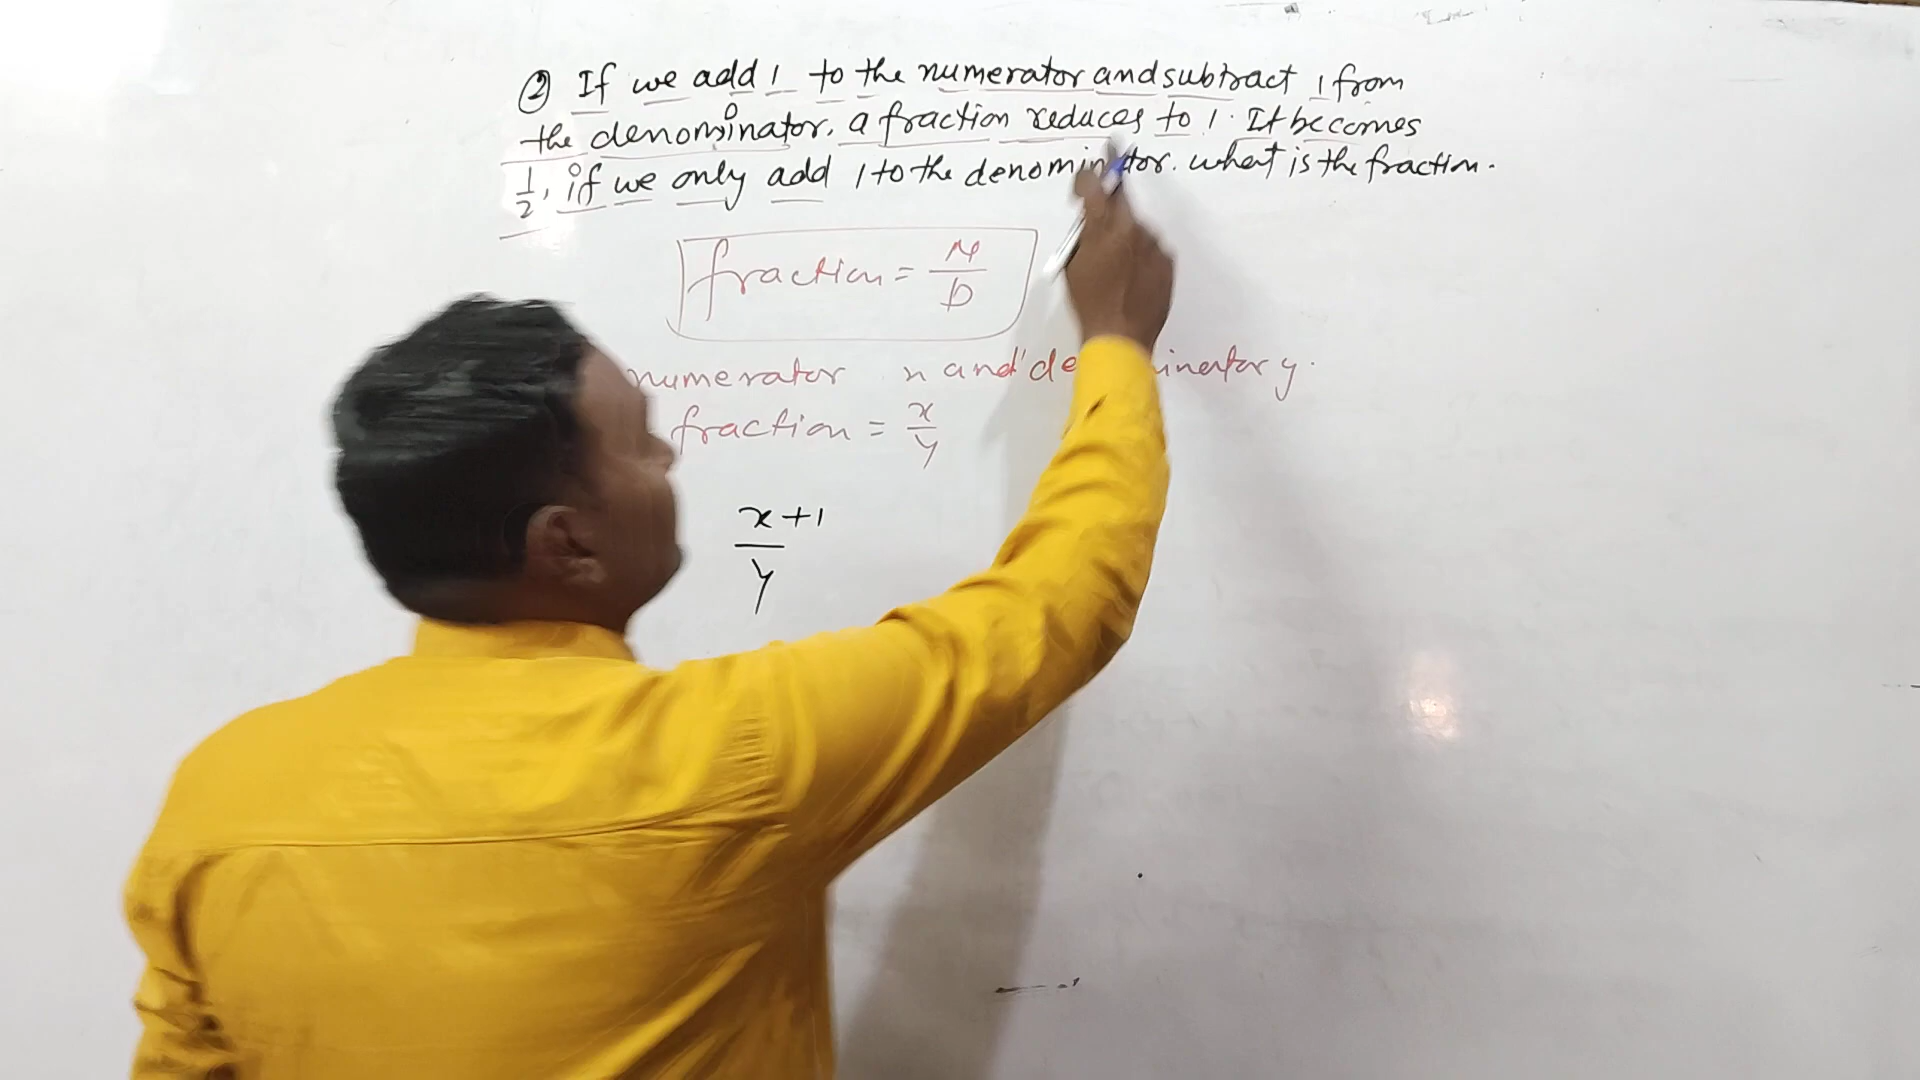 ② If we add 1 to the numerator and subtract 1 from
the denominator, a fraction reduces to 1. It becomes
1/2, if we only add 1 to the denominator. what is the fraction.
fraction = N/D
numerator x and y.
fraction = x/y
x+1/y